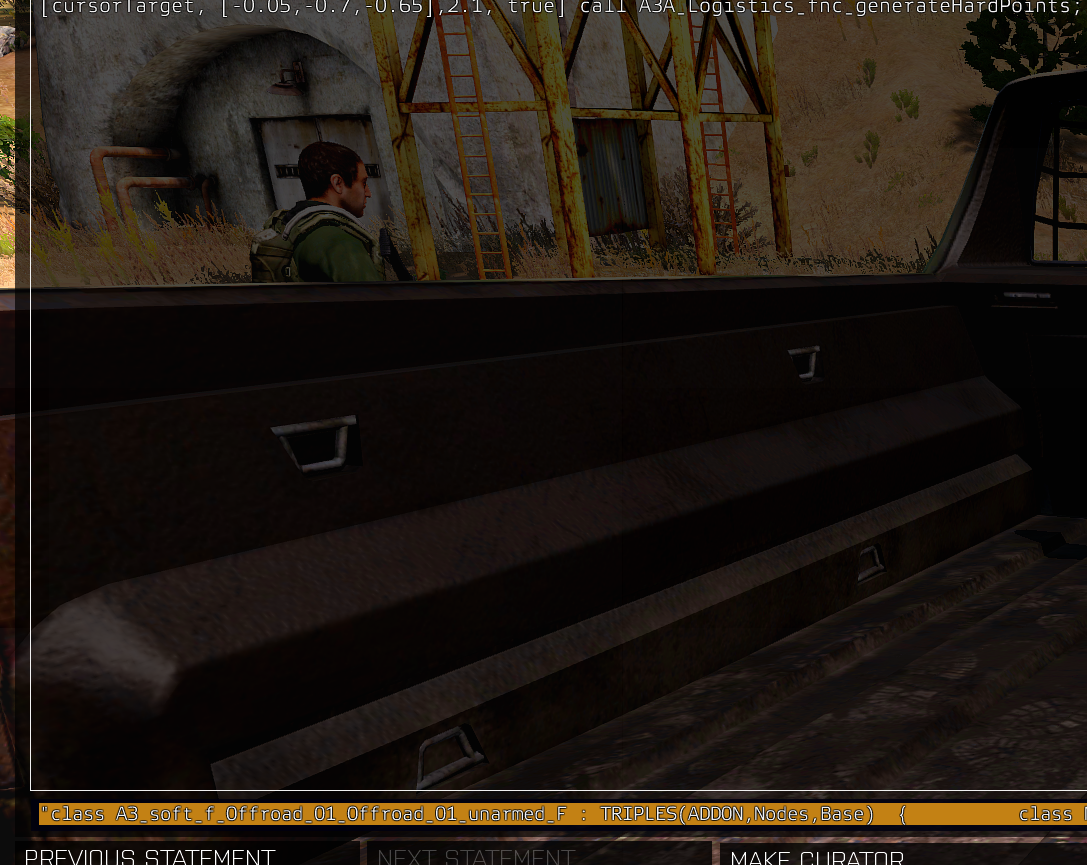 [cursorTarget, [-0.05,-0.7,-0.65],2.1, true] call A3A_Logistics_fnc_generateHardPoints;
"class A3_soft_f_Offroad_01_Offroad_01_unarmed_F : TRIPLES(ADDON,Nodes,Base) { class
PREVIOUS STATEMENT NEXT STATEMENT MAKE CURATOR